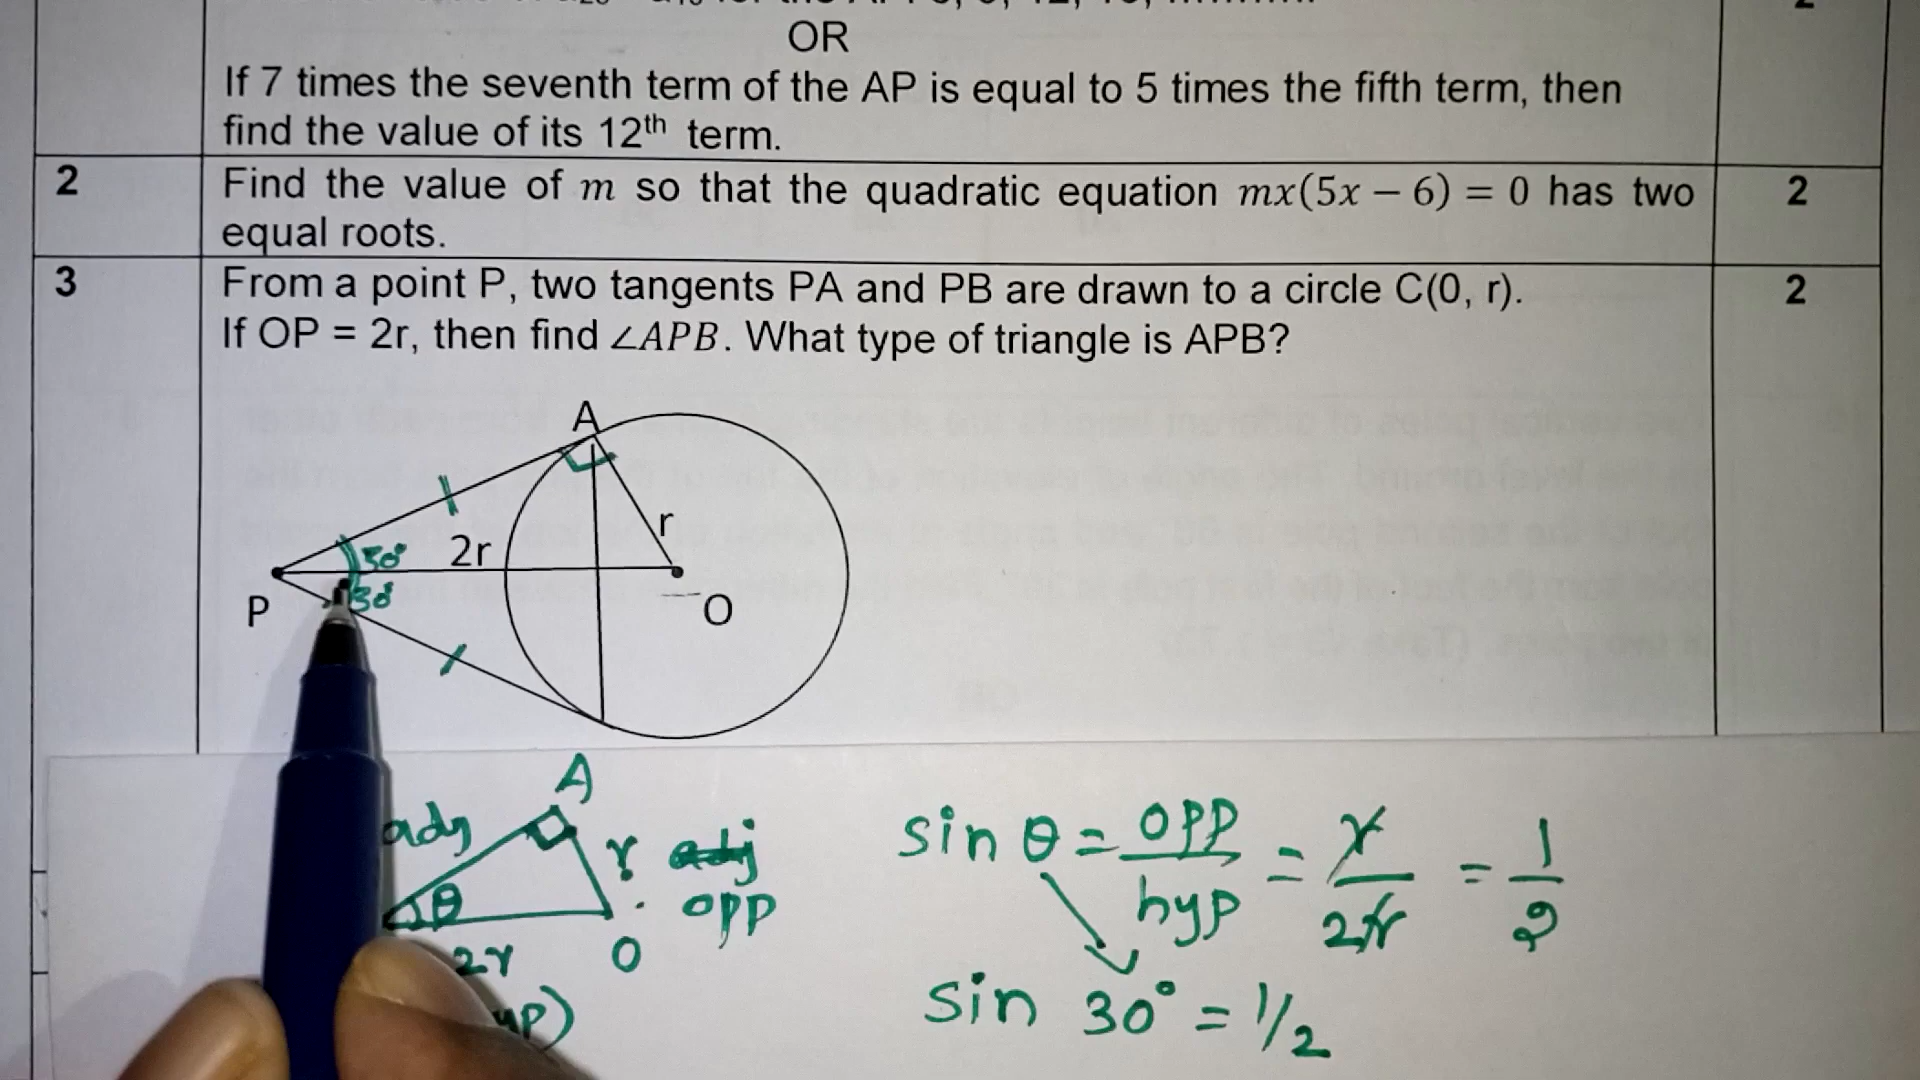 OR
If 7 times the seventh term of the AP is equal to 5 times the fifth term, then
find the value of its 12th term.
2
Find the value of m so that the quadratic equation mx(5x – 6) = 0 has two
equal roots.
2
3
From a point P, two tangents PA and PB are drawn to a circle C(0, r).
If OP = 2r, then find ∠APB. What type of triangle is APB?
2
A
r
30°
2r
30
P
O
A
adj
r adj
θ
opp
2r
O
sin θ = opp/hyp = r/2r = 1/2
sin 30° = 1/2